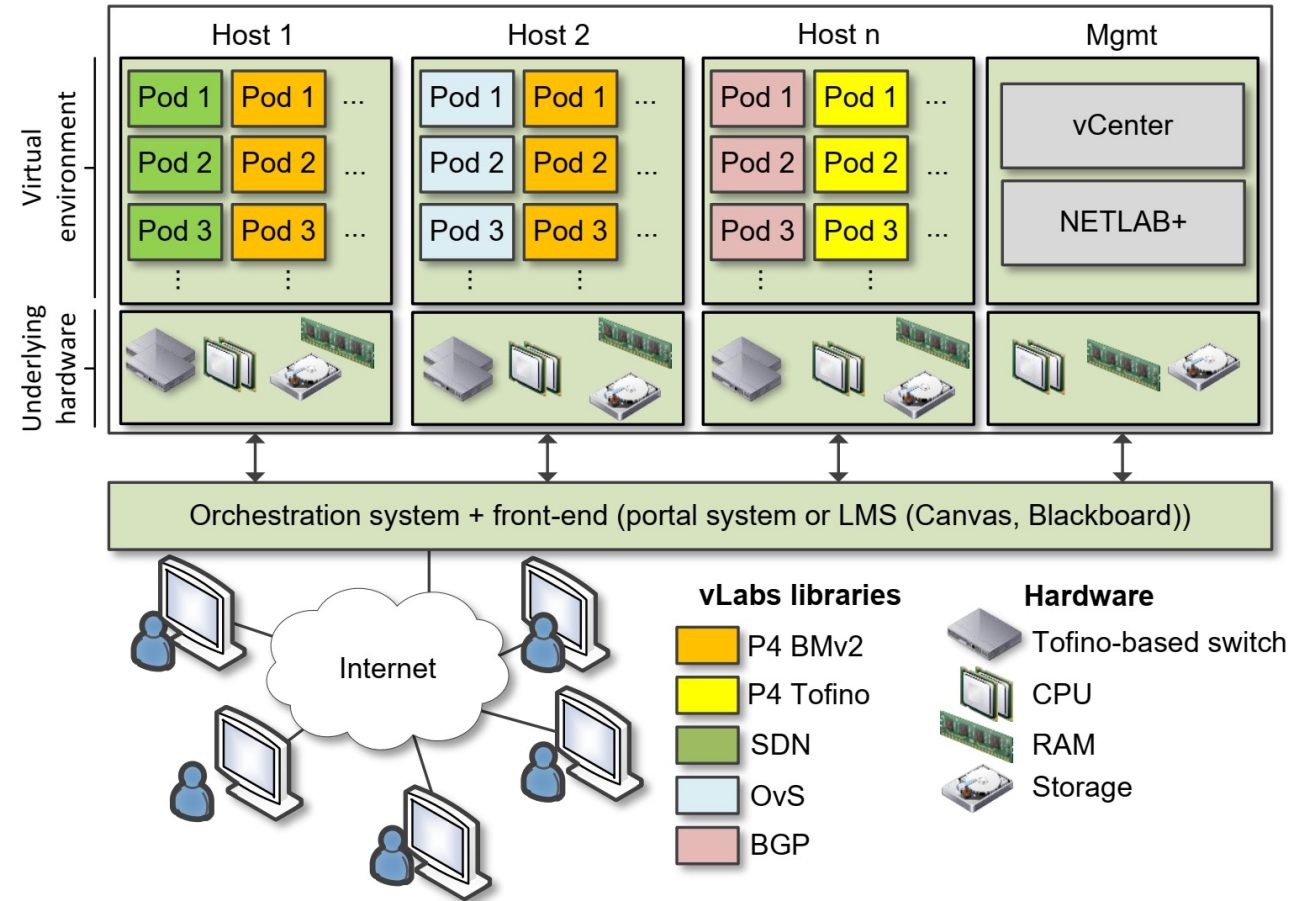 Host 1 Host 2 Host n Mgmt
Virtual
environment
Pod 1 Pod 1 ... Pod 1 Pod 1 ... Pod 1 Pod 1 ...
vCenter
Pod 2 Pod 2 ... Pod 2 Pod 2 ... Pod 2 Pod 2 ...
NETLAB+
Pod 3 Pod 3 ... Pod 3 Pod 3 ... Pod 3 Pod 3 ...
Underlying
hardware
Orchestration system + front-end (portal system or LMS (Canvas, Blackboard))
Internet
vLabs libraries
P4 BMv2
P4 Tofino
SDN
OvS
BGP
Hardware
Tofino-based switch
CPU
RAM
Storage